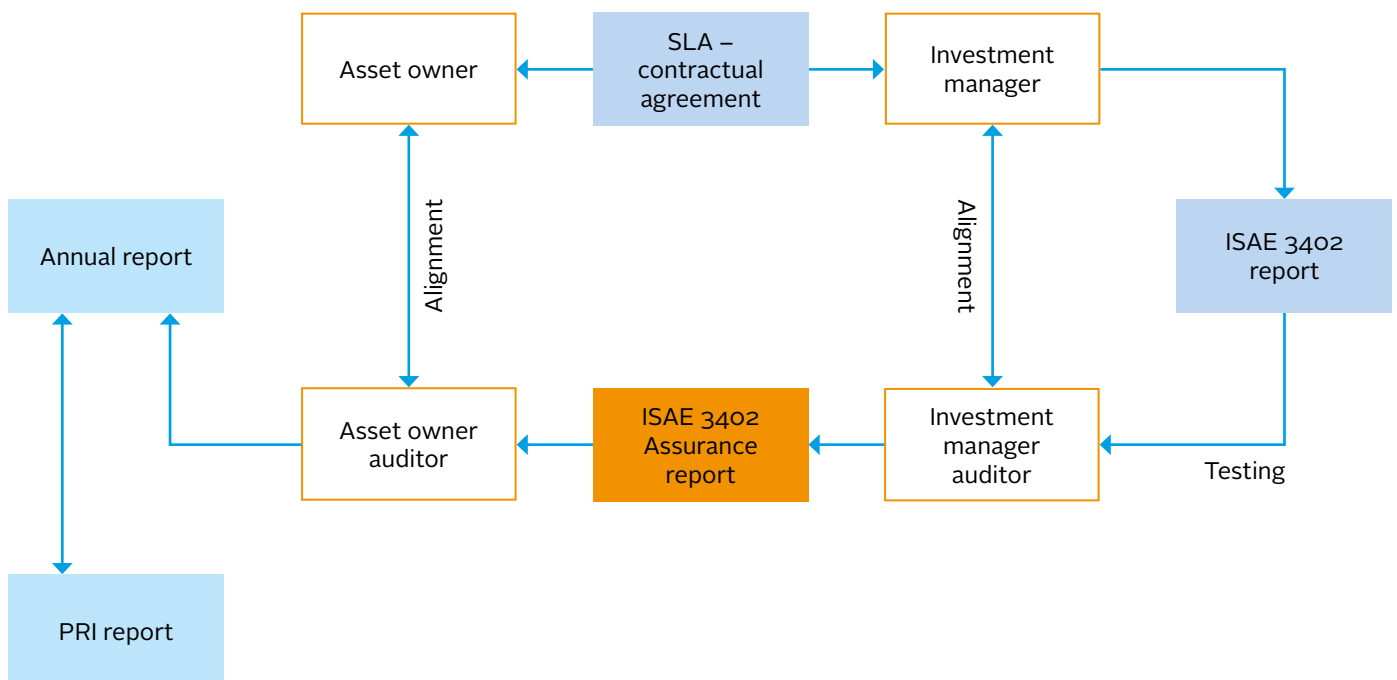 Asset owner
SLA –
contractual
agreement
Investment
manager
Annual report
Alignment
Alignment
ISAE 3402
report
Asset owner
auditor
ISAE 3402
Assurance
report
Investment
manager
auditor
Testing
PRI report